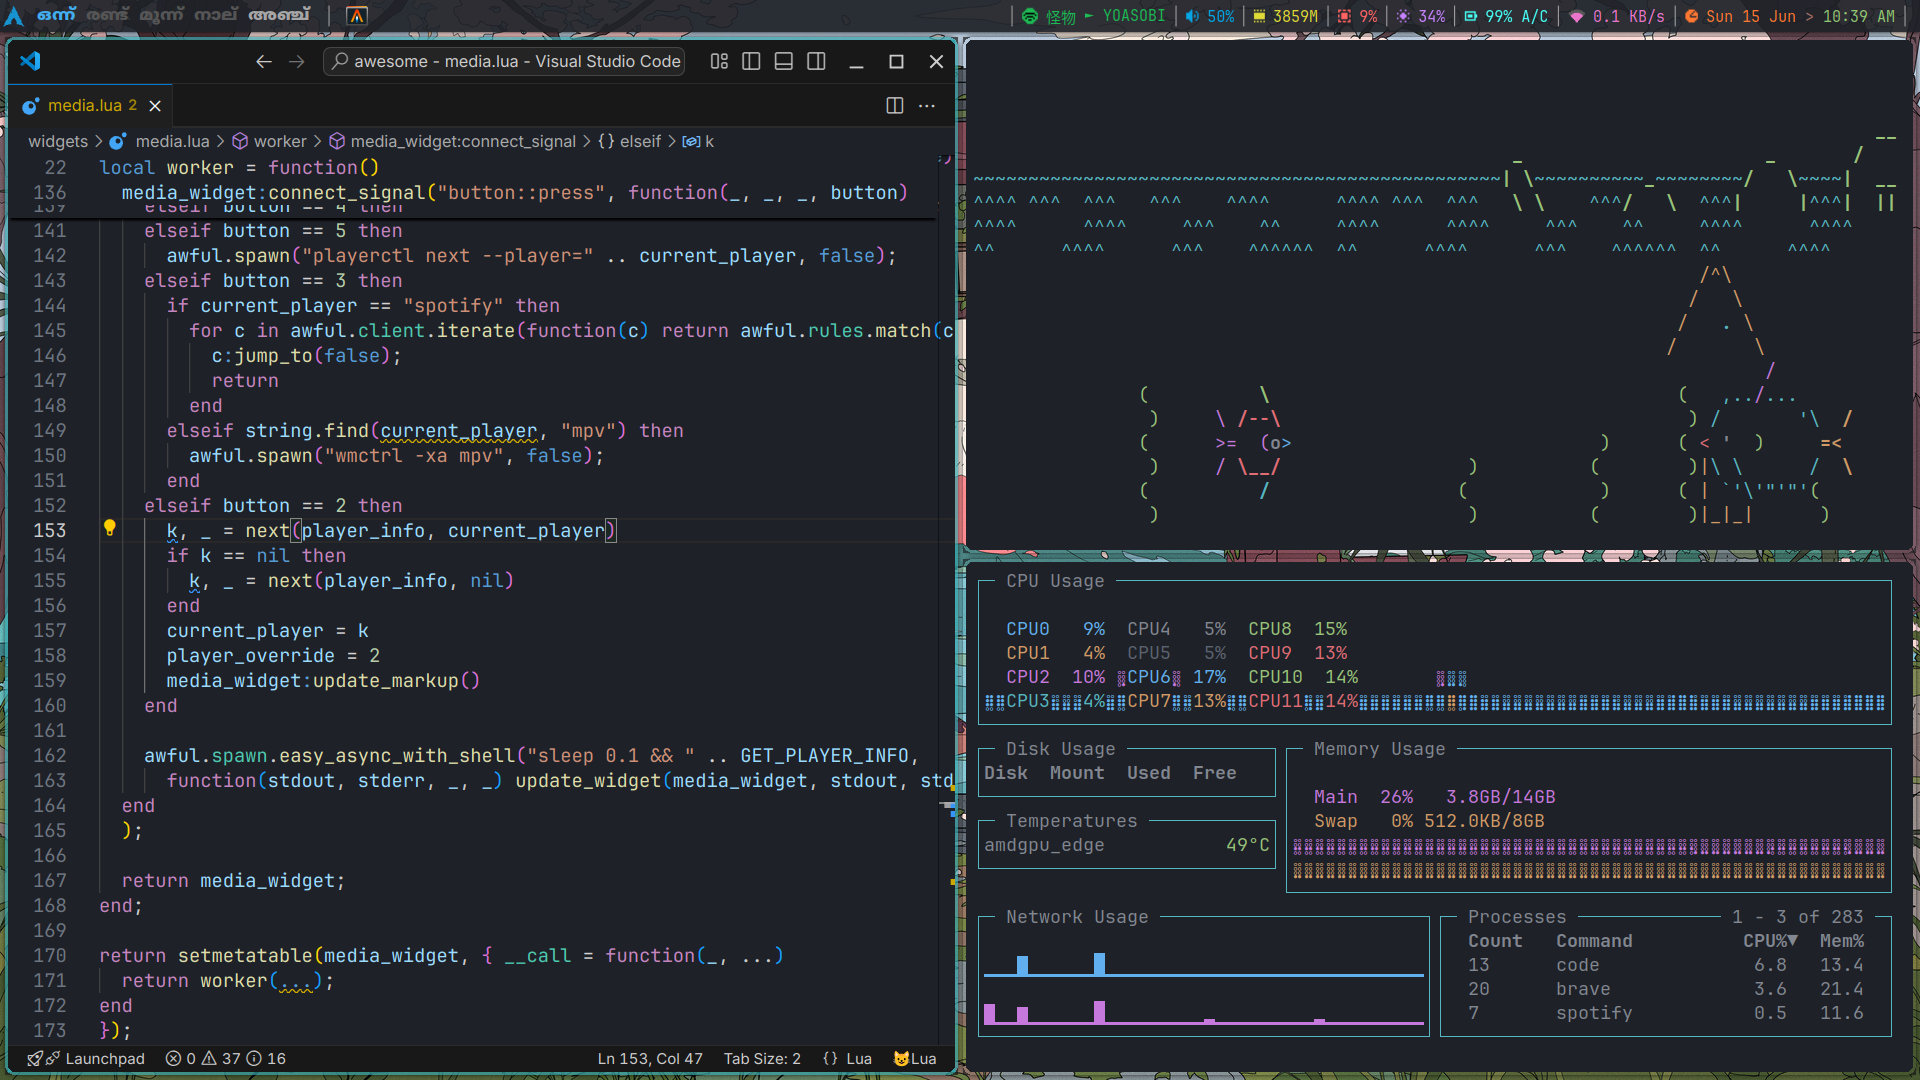 ഒന്ന് രണ്ട് മൂന്ന് നാല് അഞ്ച്
怪物 ► YOASOBI 50% 3859M 9% 34% 99% A/C 0.1 KB/s Sun 15 Jun > 10:39 AM
awesome - media.lua - Visual Studio Code
media.lua 2
widgets > media.lua > worker > media_widget:connect_signal > {} elseif > k
22 local worker = function()
136 media_widget:connect_signal("button::press", function(_, _, _, button)
139 elseif button == 4 then
141 elseif button == 5 then
142 awful.spawn("playerctl next --player=" .. current_player, false);
143 elseif button == 3 then
144 if current_player == "spotify" then
145 for c in awful.client.iterate(function(c) return awful.rules.match(c
146 c:jump_to(false);
147 return
148 end
149 elseif string.find(current_player, "mpv") then
150 awful.spawn("wmctrl -xa mpv", false);
151 end
152 elseif button == 2 then
153 k, _ = next(player_info, current_player)
154 if k == nil then
155 k, _ = next(player_info, nil)
156 end
157 current_player = k
158 player_override = 2
159 media_widget:update_markup()
160 end
161
162 awful.spawn.easy_async_with_shell("sleep 0.1 && " .. GET_PLAYER_INFO,
163 function(stdout, stderr, _, _) update_widget(media_widget, stdout, std
164 end
165 );
166
167 return media_widget;
168 end;
169
170 return setmetatable(media_widget, { __call = function(_, ...)
171 return worker(...);
172 end
173 });
Launchpad 0 37 16 Ln 153, Col 47 Tab Size: 2 {} Lua Lua
CPU Usage
CPU0 9% CPU4 5% CPU8 15%
CPU1 4% CPU5 5% CPU9 13%
CPU2 10% CPU6 17% CPU10 14%
CPU3 4% CPU7 13% CPU11 14%
Disk Usage
Disk Mount Used Free
Temperatures
amdgpu_edge 49°C
Memory Usage
Main 26% 3.8GB/14GB
Swap 0% 512.0KB/8GB
Network Usage
Processes 1 - 3 of 283
Count Command CPU%▼ Mem%
13 code 6.8 13.4
20 brave 3.6 21.4
7 spotify 0.5 11.6